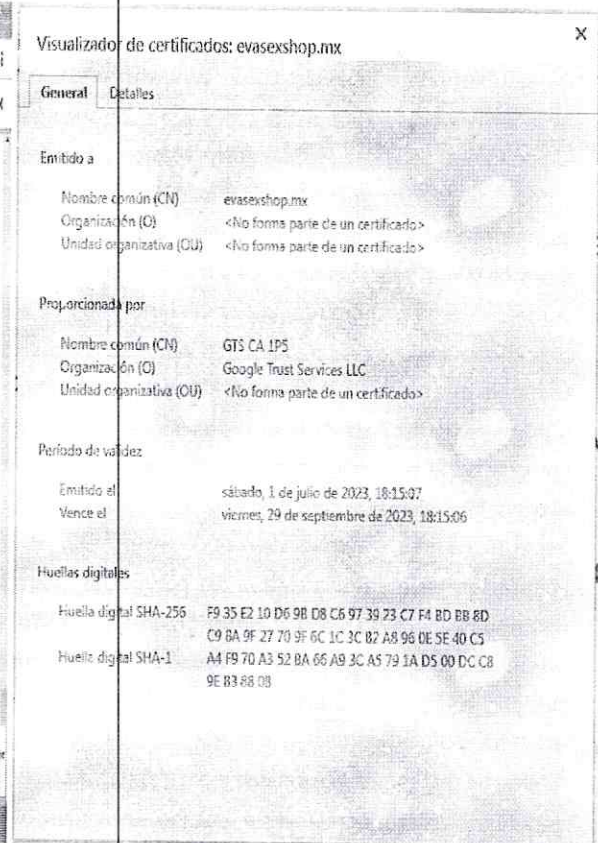 Visualizador de certificados: evasexshop.mx
X
General Detalles
Emitido a
Nombre común (CN) evasexshop.mx
Organización (O) <No forma parte de un certificado>
Unidad organizativa (OU) <No forma parte de un certificado>
Proporcionada por
Nombre común (CN) GTS CA 1P5
Organización (O) Google Trust Services LLC
Unidad organizativa (OU) <No forma parte de un certificado>
Período de validez
Emitido el sábado, 1 de julio de 2023, 18:15:07
Vence el viernes, 29 de septiembre de 2023, 18:15:06
Huellas digitales
Huella digital SHA-256 F9 35 E2 10 D6 9B D8 C6 97 39 23 C7 F4 BD BB 8D
C9 8A 9F 27 70 9F 6C 1C 3C B2 A8 96 0E 5E 40 C5
Huella digital SHA-1 A4 F9 70 A3 52 BA 66 A9 3C A5 79 1A D5 00 DC C8
9E 83 88 0B